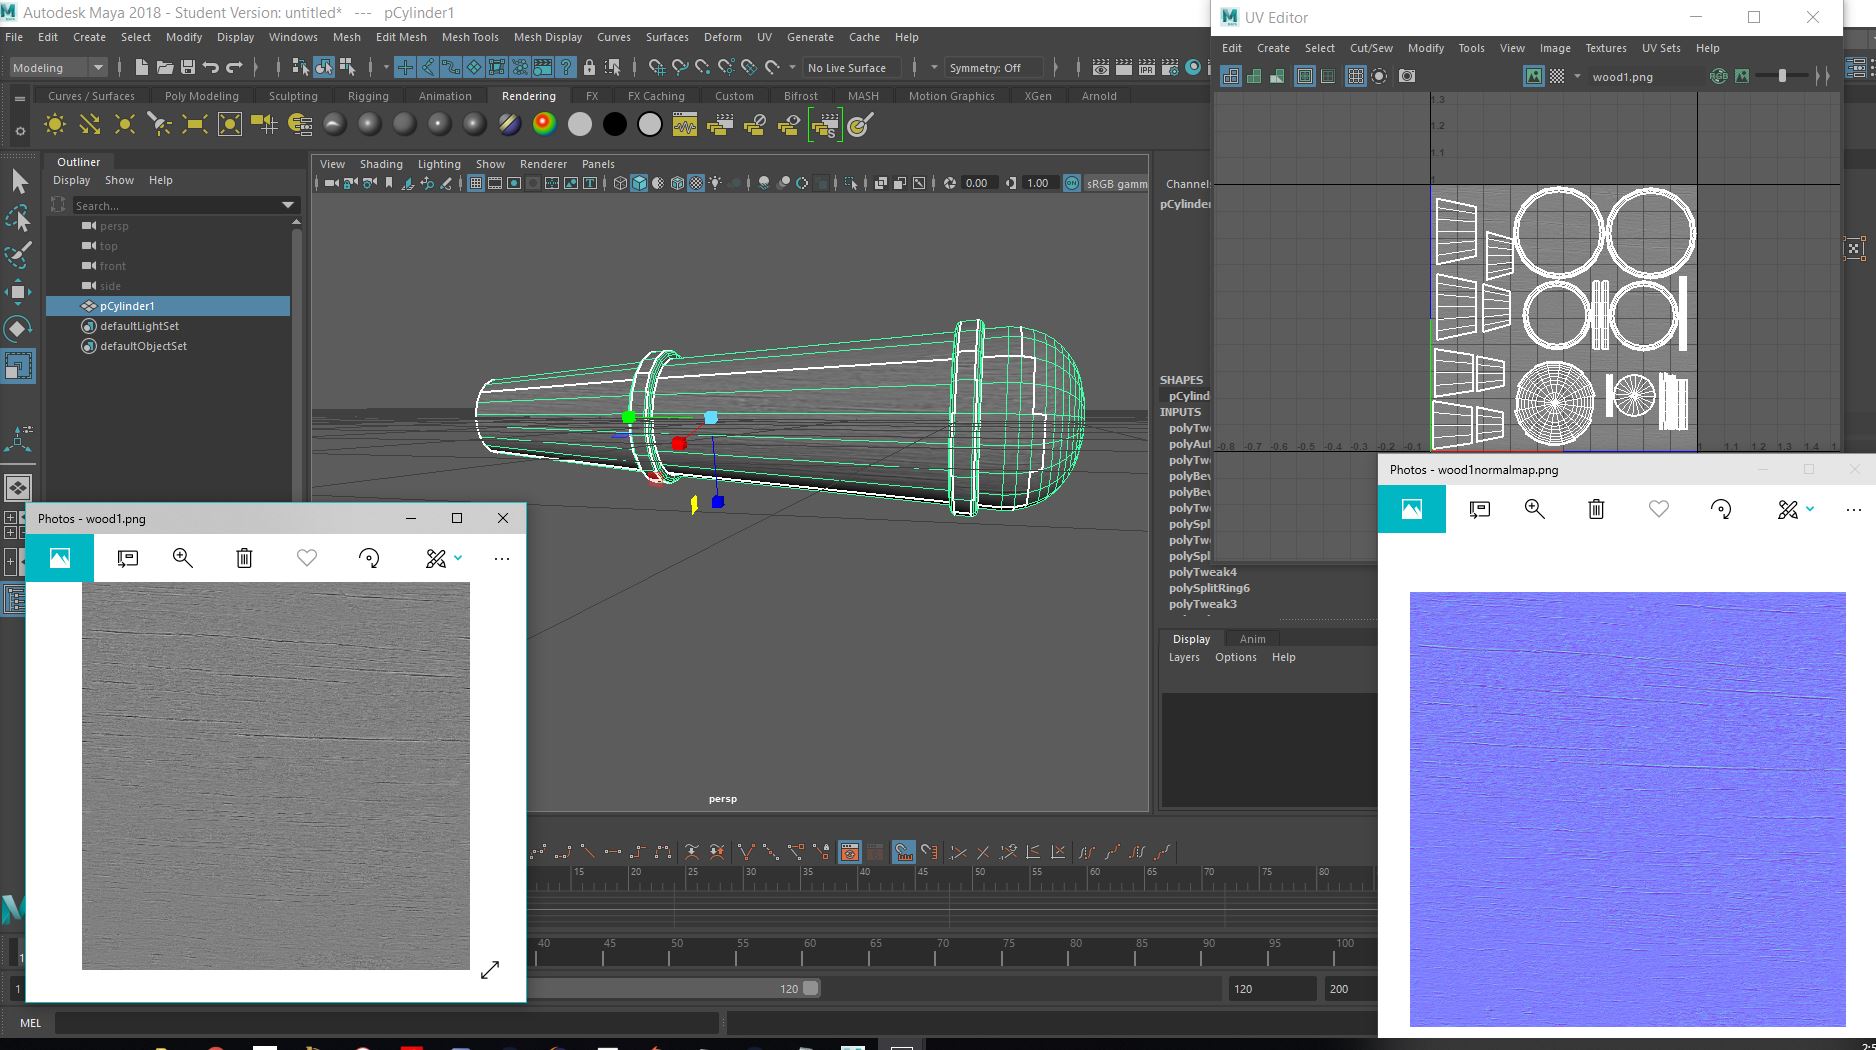 Autodesk Maya 2018 - Student Version: untitled* --- pCylinder1
File Edit Create Select Modify Display Windows Mesh Edit Mesh Mesh Tools Mesh Display Curves Surfaces Deform UV Generate Cache Help
Modeling No Live Surface Symmetry: Off
Curves / Surfaces Poly Modeling Sculpting Rigging Animation Rendering FX FX Caching Custom Bifrost MASH Motion Graphics XGen Arnold
IPR
Outliner
Display Show Help
Search...
persp
top
front
side
pCylinder1
defaultLightSet
defaultObjectSet
View Shading Lighting Show Renderer Panels
0.00 1.00 ON sRGB gamm
persp
Channels
pCylinder
SHAPES
pCylind
INPUTS
polyTw
polyAut
polyTw
polyBev
polyBev
polyTw
polySpl
polyTw
polySpl
polyTweak4
polySplitRing6
polyTweak3
Display Anim
Layers Options Help
UV Editor
Edit Create Select Cut/Sew Modify Tools View Image Textures UV Sets Help
wood1.png RGB
1.3
1.2
1.1
1
-0.8 -0.7 -0.6 -0.5 -0.4 -0.3 -0.2 -0.1 1 1.1 1.2 1.3 1.4
Photos - wood1.png
Photos - wood1normalmap.png
15 20 25 30 35 40 45 50 55 60 65 70 75 80
40 45 50 55 60 65 70 75 80 85 90 95 100
1
1 120 120 200
MEL